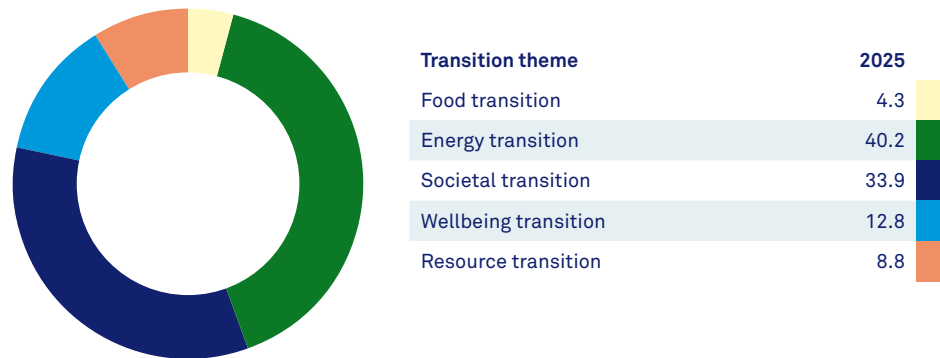 Transition theme 2025
Food transition 4.3
Energy transition 40.2
Societal transition 33.9
Wellbeing transition 12.8
Resource transition 8.8